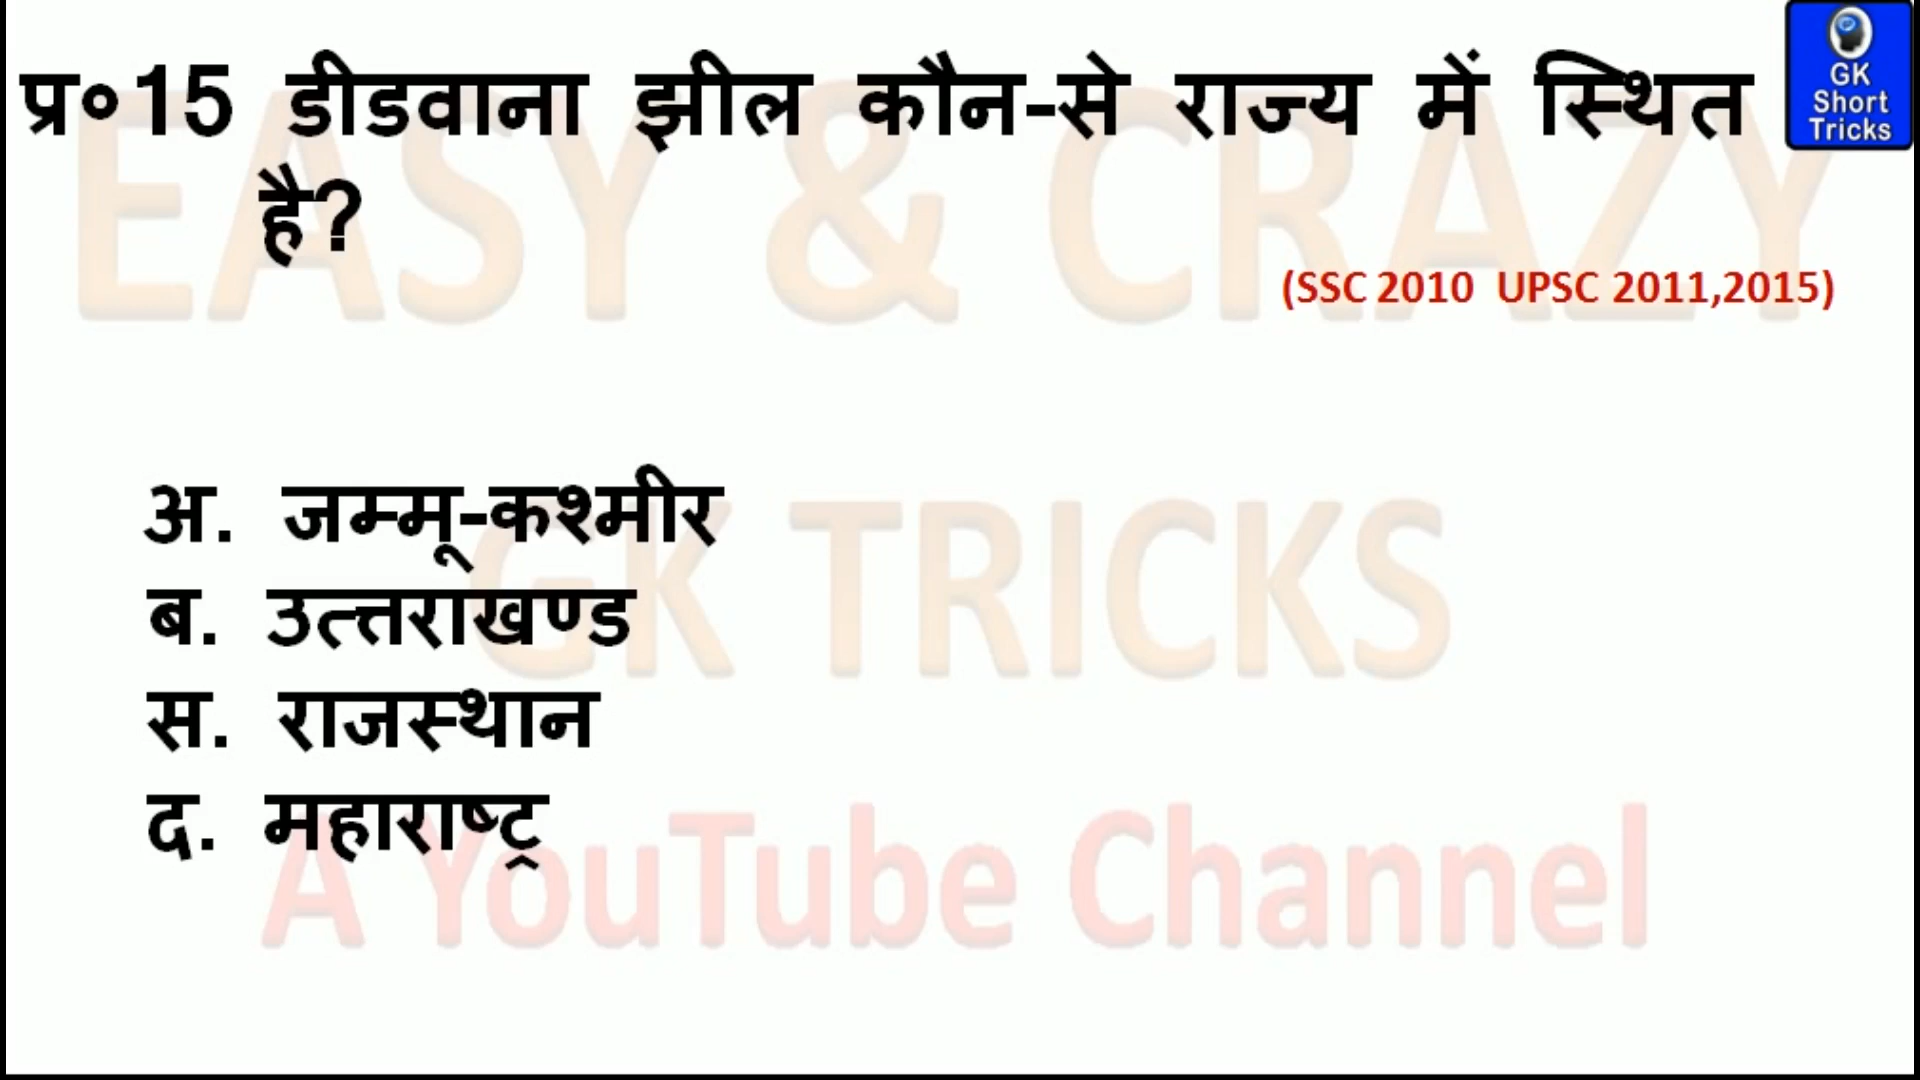 प्र०15 डीडवाना झील कौन-से राज्य में स्थित
है?
(SSC 2010 UPSC 2011,2015)
अ. जम्मू-कश्मीर
ब. उत्त्तराखण्ड
स. राजस्थान
द. महाराष्ट्र
GK
Short
Tricks
EASY & CRAZY
GK TRICKS
A YouTube Channel